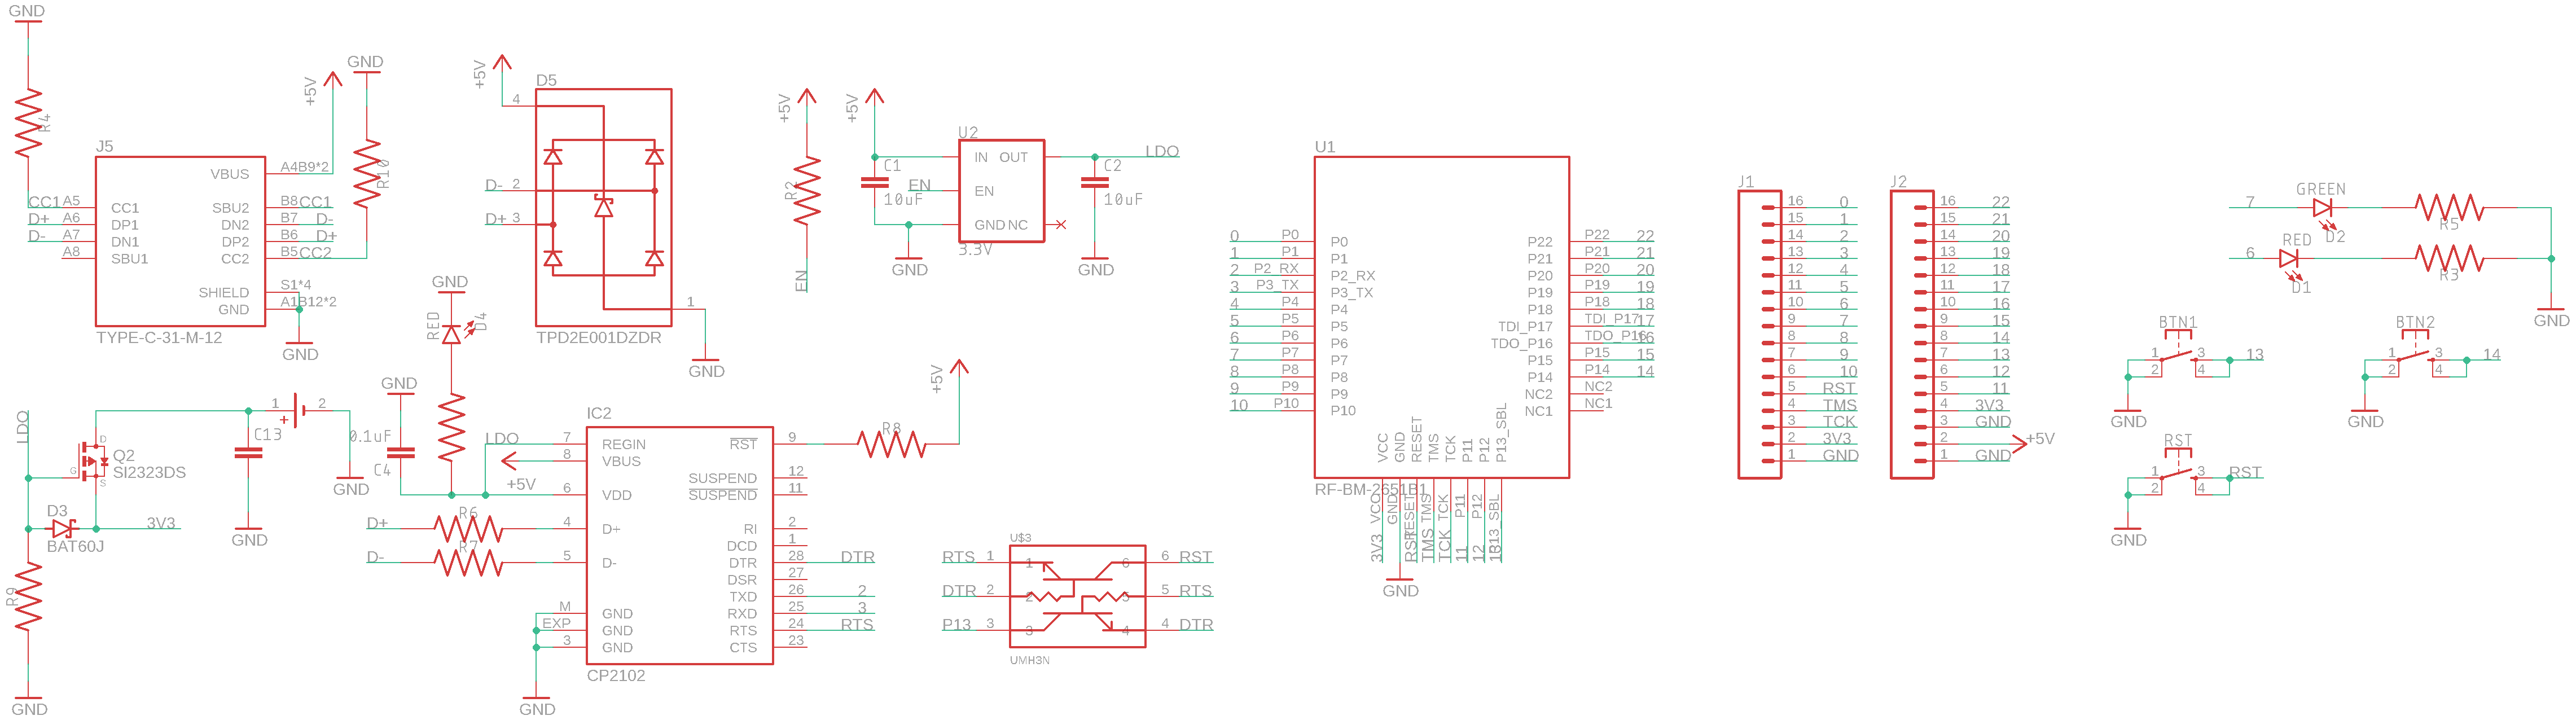 GND
R4
J5
TYPE-C-31-M-12
CC1 A5 CC1
D+ A6 DP1
D- A7 DN1
A8 SBU1
VBUS A4B9*2
SBU2 B8 CC1
DN2 B7 D-
DP2 B6 D+
CC2 B5 CC2
SHIELD S1*4
GND A1B12*2
GND
+5V
GND
R10
+5V
D5
4
D- 2
D+ 3
1
TPD2E001DZDR
GND
+5V
R2
EN
+5V
C1
10uF
U2
IN OUT
EN EN
GND NC
3.3V
GND
LDO
C2
10uF
GND
LDO
D
G
S
Q2
SI2323DS
D3
BAT60J
3V3
R9
GND
C13
GND
1 2
+
GND
GND
0.1uF
C4
GND
RED
D4
LDO
+5V
IC2
CP2102
7 REGIN
8 VBUS
6 VDD
D+ R6 4 D+
D- R7 5 D-
M GND
EXP GND
3 GND
GND
RST 9 R8
+5V
SUSPEND 12
SUSPEND 11
RI 2
DCD 1
DTR 28 DTR
DSR 27
TXD 26 2
RXD 25 3
RTS 24 RTS
CTS 23
U$3
RTS 1 1 6 6 RST
DTR 2 2 5 5 RTS
P13 3 3 4 4 DTR
UMH3N
U1
RF-BM-2651B1
0 P0 P0
1 P1 P1
2 P2_RX P2_RX
3 P3_TX P3_TX
4 P4 P4
5 P5 P5
6 P6 P6
7 P7 P7
8 P8 P8
9 P9 P9
10 P10 P10
P22 P22 22
P21 P21 21
P20 P20 20
P19 P19 19
P18 P18 18
TDI_P17 TDI_P17 17
TDO_P16 TDO_P16 16
P15 P15 15
P14 P14 14
NC2 NC2
NC1 NC1
VCC VCC 3V3
GND GND
RESET RESET RST
TMS TMS TMS
TCK TCK TCK
P11 P11 11
P12 P12 12
P13_SBL P13_SBL 13
GND
J1
16 0
15 1
14 2
13 3
12 4
11 5
10 6
9 7
8 8
7 9
6 10
5 RST
4 TMS
3 TCK
2 3V3
1 GND
J2
16 22
15 21
14 20
13 19
12 18
11 17
10 16
9 15
8 14
7 13
6 12
5 11
4 3V3
3 GND
2 +5V
1 GND
7 GREEN D2 R5
6 RED D1 R3
GND
BTN1
1 3 13
2 4
GND
BTN2
1 3 14
2 4
GND
RST
1 3 RST
2 4
GND